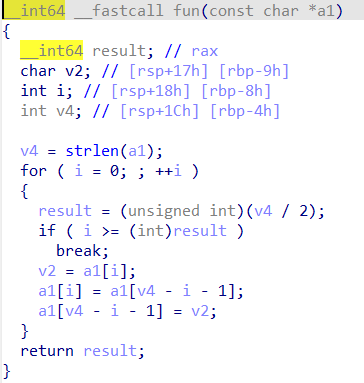 __int64 __fastcall fun(const char *a1)
{
  __int64 result; // rax
  char v2; // [rsp+17h] [rbp-9h]
  int i; // [rsp+18h] [rbp-8h]
  int v4; // [rsp+1Ch] [rbp-4h]

  v4 = strlen(a1);
  for ( i = 0; ; ++i )
  {
    result = (unsigned int)(v4 / 2);
    if ( i >= (int)result )
      break;
    v2 = a1[i];
    a1[i] = a1[v4 - i - 1];
    a1[v4 - i - 1] = v2;
  }
  return result;
}